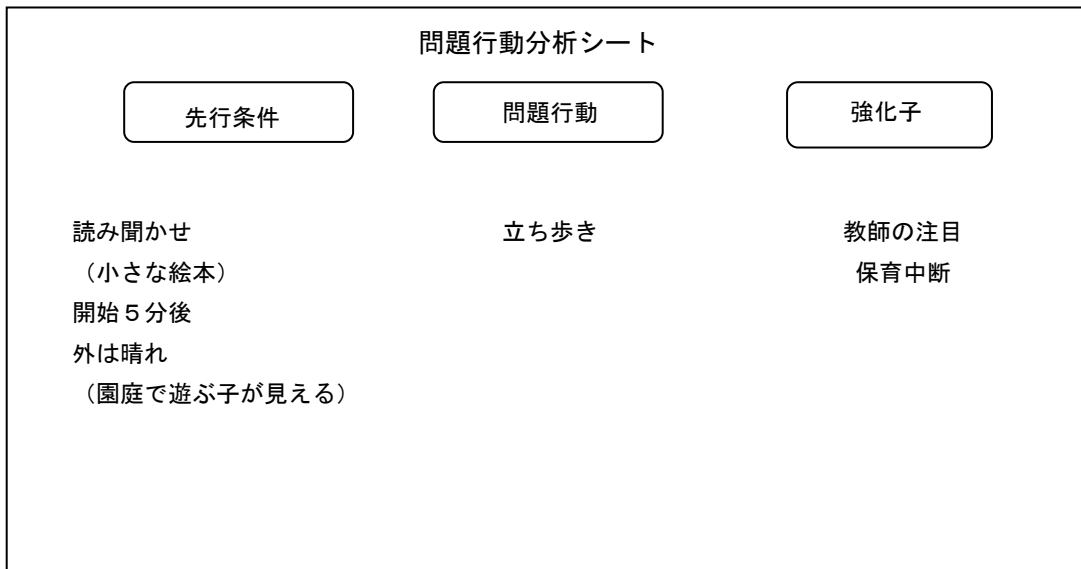 問題行動分析シート
先行条件
問題行動
強化子
読み聞かせ
（小さな絵本）
開始５分後
外は晴れ
（園庭で遊ぶ子が見える）
立ち歩き
教師の注目
保育中断